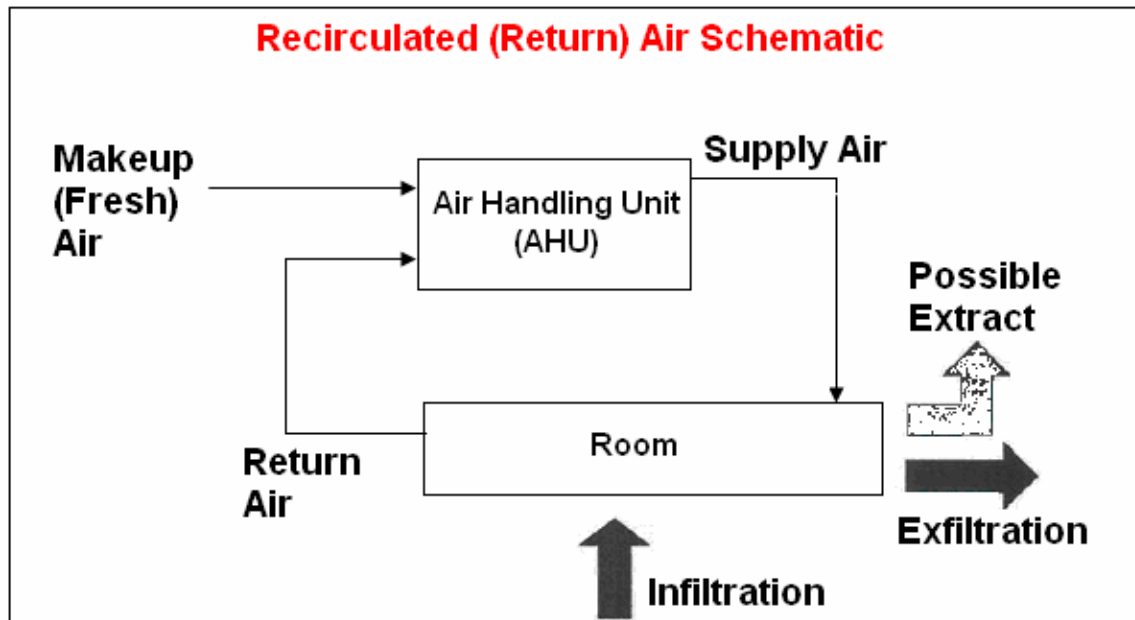 Recirculated (Return) Air Schematic
Makeup
(Fresh)
Air
Supply Air
Air Handling Unit
(AHU)
Possible
Extract
Room
Return
Air
Exfiltration
Infiltration